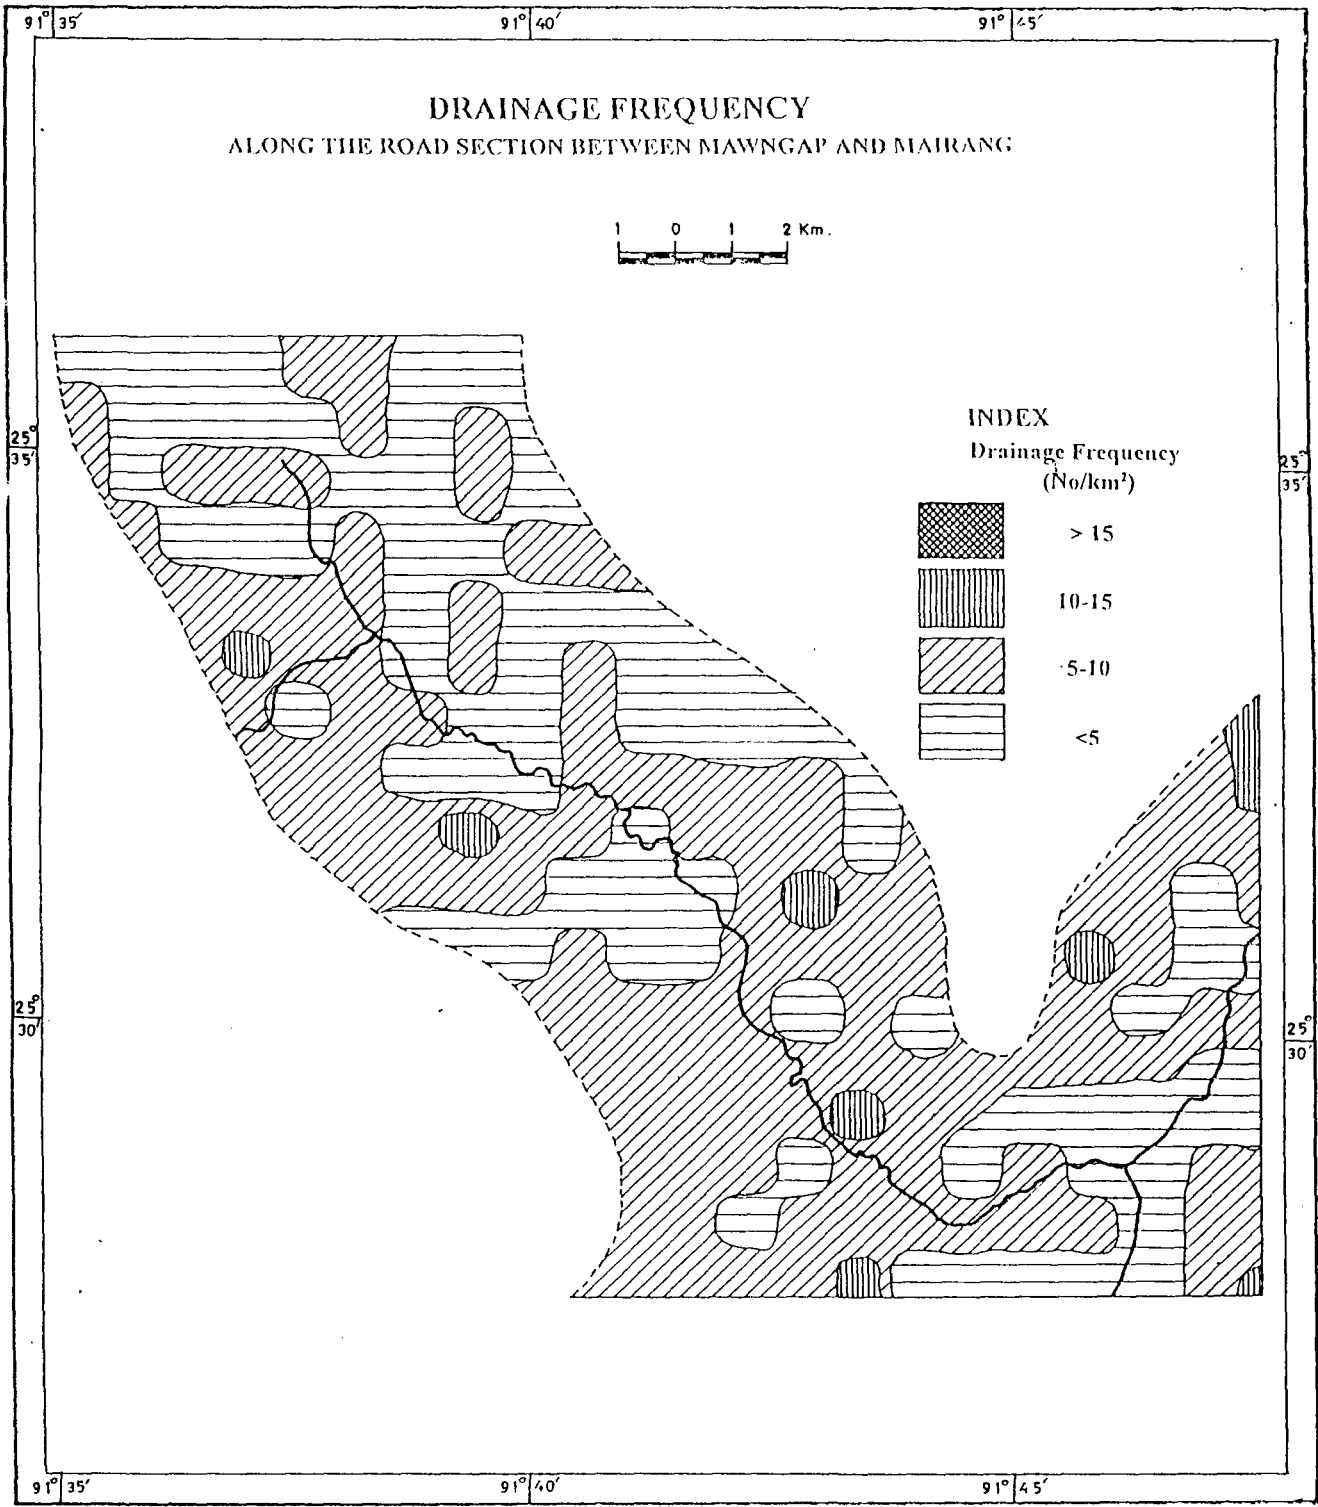 91° 35′ 91° 40′ 91° 45′
DRAINAGE FREQUENCY
ALONG THE ROAD SECTION BETWEEN MAWNGAP AND MAIRANG
1 0 1 2 Km.
INDEX
Drainage Frequency
(No/km²)
> 15
10-15
5-10
<5
25° 35′ 25° 35′
25° 30′ 25° 30′
91° 35′ 91° 40′ 91° 45′